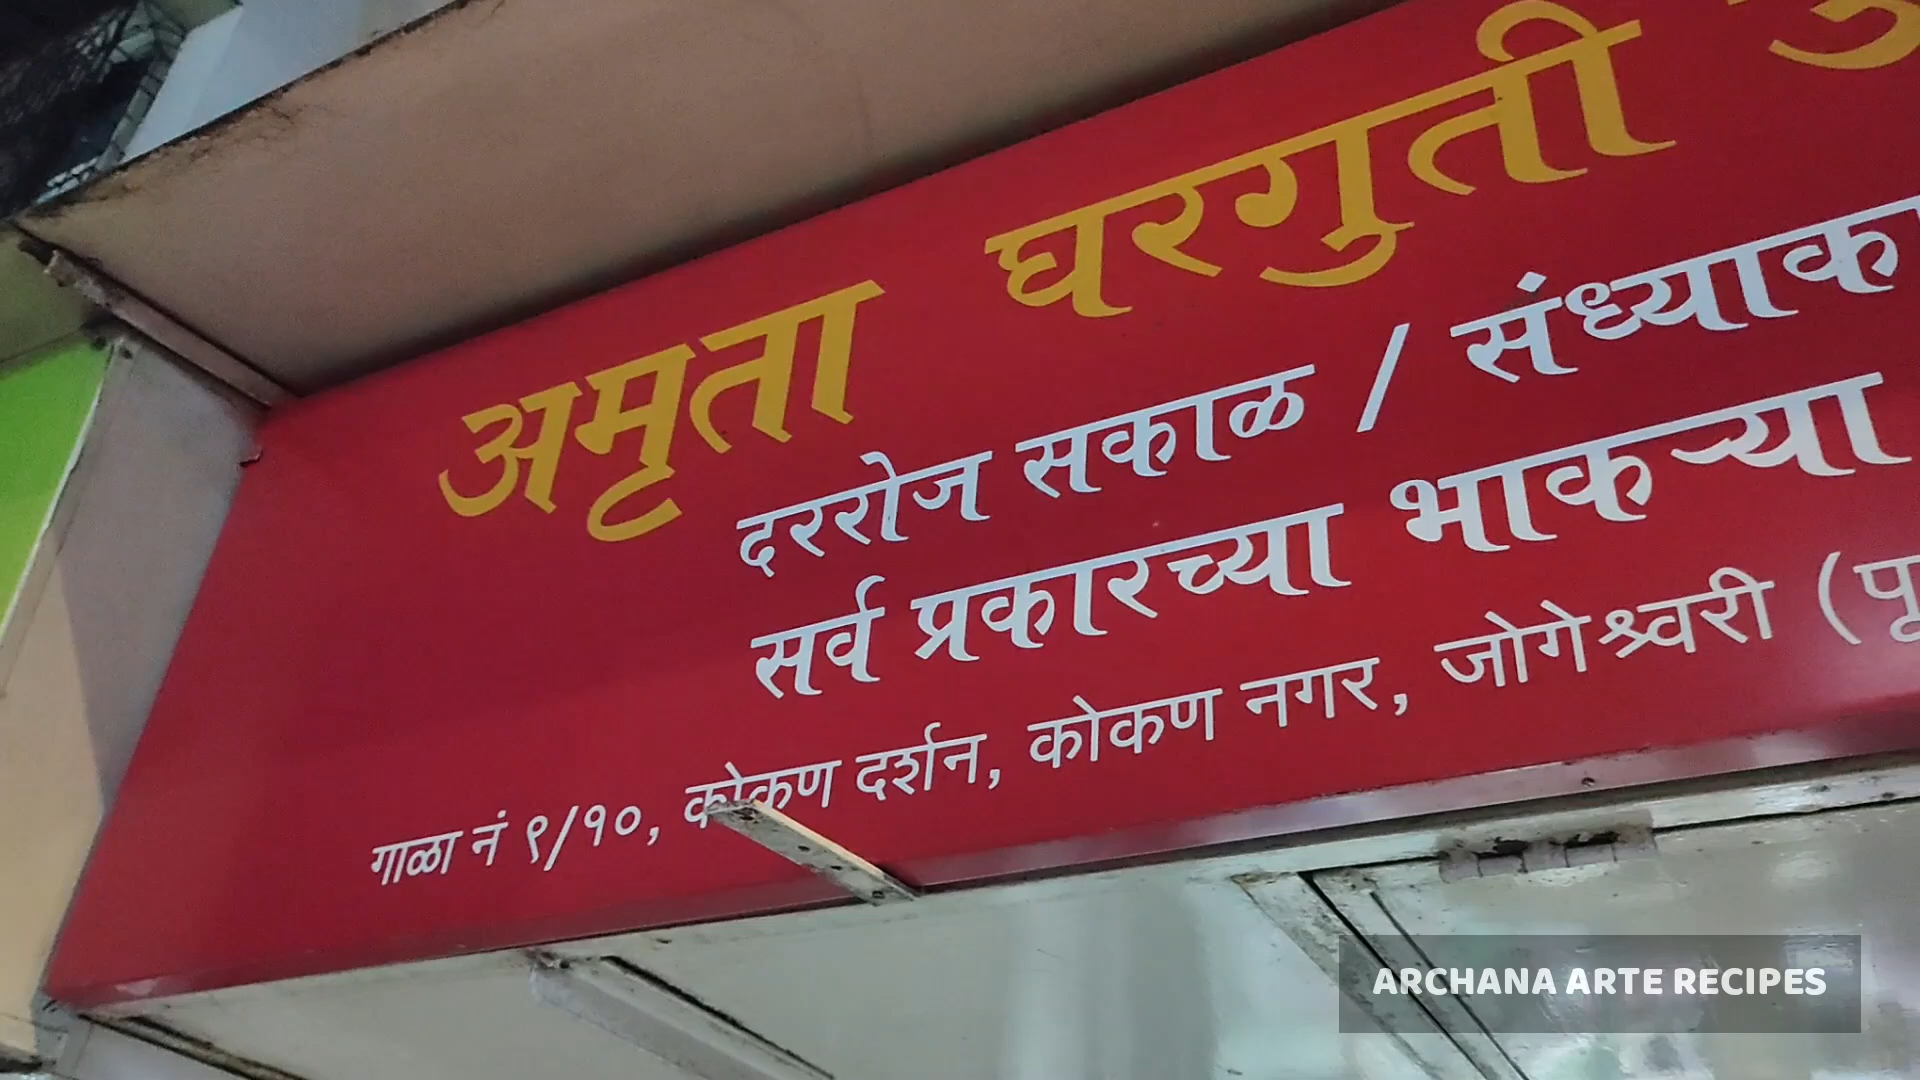 अमृता घरगुती
दररोज सकाळ / संध्याक
सर्व प्रकारच्या भाकऱ्या
गाळा नं ९/१०, कोकण दर्शन, कोकण नगर, जोगेश्वरी (पू
ARCHANA ARTE RECIPES